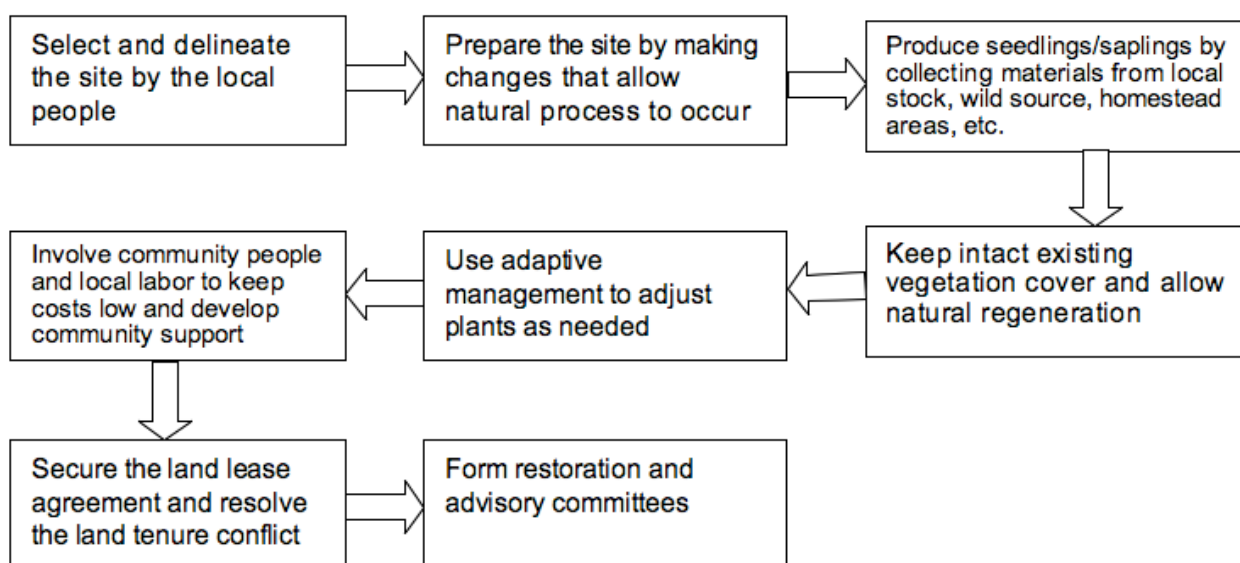 Select and delineate
the site by the local
people
Prepare the site by making
changes that allow
natural process to occur
Produce seedlings/saplings by
collecting materials from local
stock, wild source, homestead
areas, etc.
Keep intact existing
vegetation cover and allow
natural regeneration
Use adaptive
management to adjust
plants as needed
Involve community people
and local labor to keep
costs low and develop
community support
Secure the land lease
agreement and resolve
the land tenure conflict
Form restoration and
advisory committees